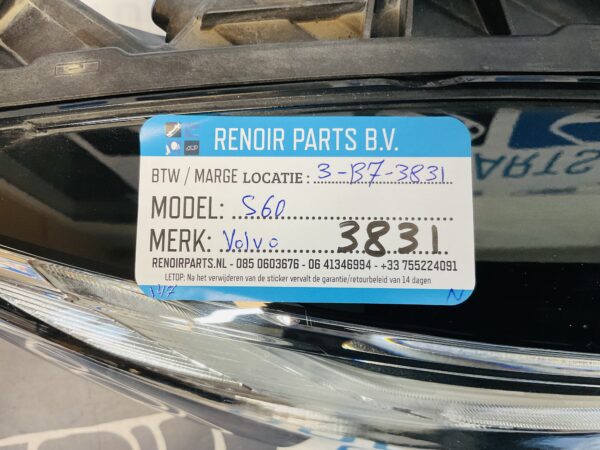 RENOIR PARTS B.V.
BTW / MARGE LOCATIE : 3-B7-3831
MODEL: S60
MERK: Volvo 3831
RENOIRPARTS.NL - 085 0603676 - 06 41346994 - +33 755224091
LETOP: Na het verwijderen van de sticker vervalt de garantie/retourbeleid van 14 dagen
N
PARTS